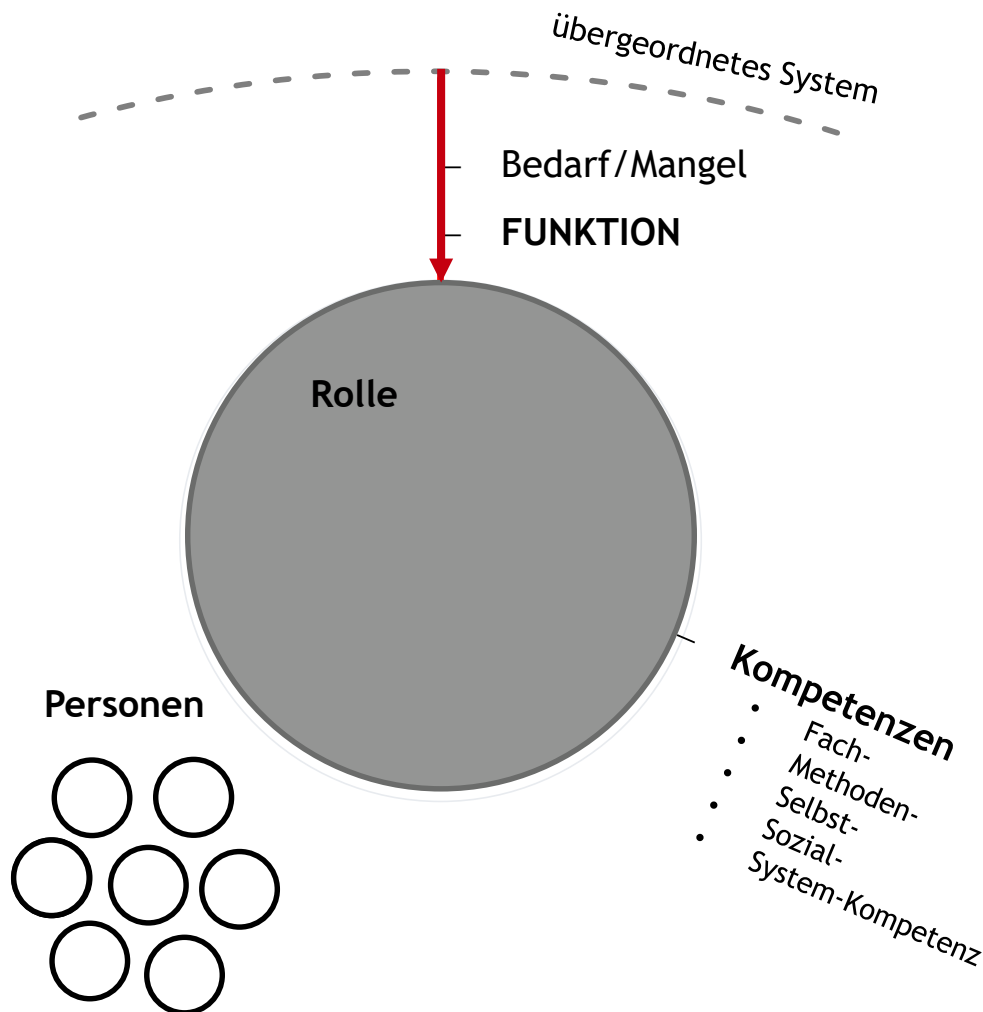 übergeordnetes System
Bedarf/Mangel
FUNKTION
Rolle
Kompetenzen
• Fach-
• Methoden-
• Selbst-
• Sozial-
• System-Kompetenz
Personen